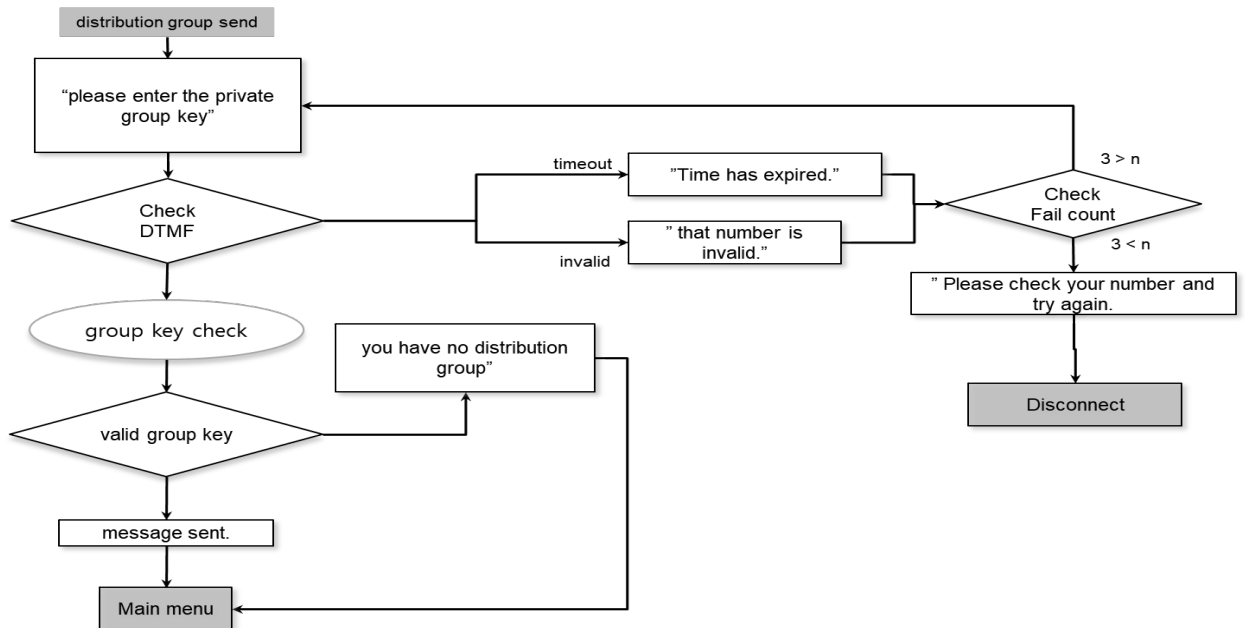 distribution group send
“please enter the private
group key”
Check
DTMF
timeout
”Time has expired.”
invalid
” that number is
invalid.”
3 > n
Check
Fail count
3 < n
” Please check your number and
try again.
Disconnect
group key check
you have no distribution
group”
valid group key
message sent.
Main menu